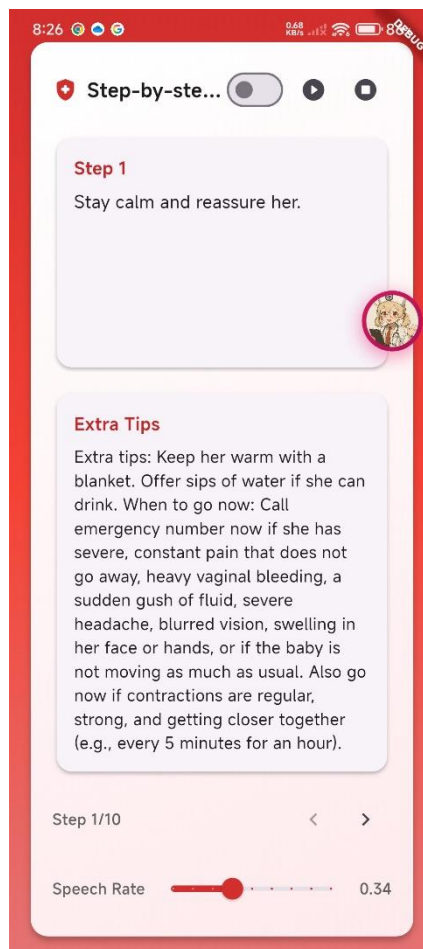 8:26 0.68 KB/s 86
DEBUG
Step-by-ste...
Step 1
Stay calm and reassure her.
Extra Tips
Extra tips: Keep her warm with a
blanket. Offer sips of water if she can
drink. When to go now: Call
emergency number now if she has
severe, constant pain that does not
go away, heavy vaginal bleeding, a
sudden gush of fluid, severe
headache, blurred vision, swelling in
her face or hands, or if the baby is
not moving as much as usual. Also go
now if contractions are regular,
strong, and getting closer together
(e.g., every 5 minutes for an hour).
Step 1/10
Speech Rate 0.34